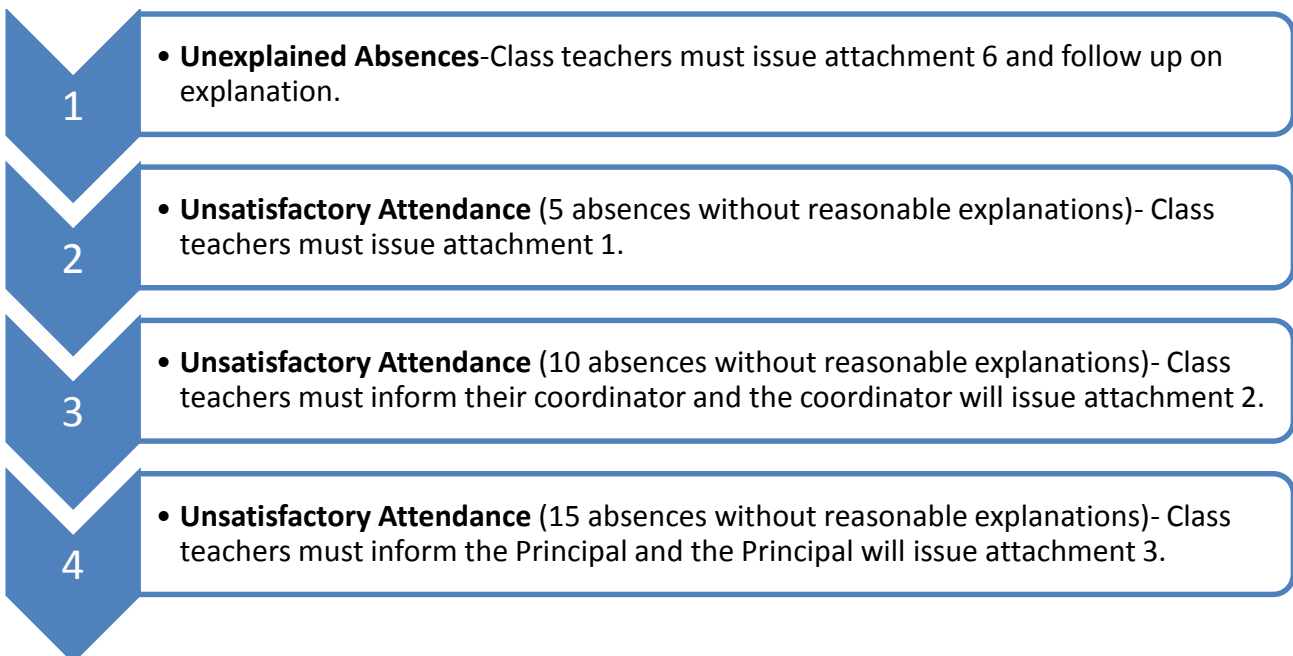 1
• Unexplained Absences-Class teachers must issue attachment 6 and follow up on
explanation.
2
• Unsatisfactory Attendance (5 absences without reasonable explanations)- Class
teachers must issue attachment 1.
3
• Unsatisfactory Attendance (10 absences without reasonable explanations)- Class
teachers must inform their coordinator and the coordinator will issue attachment 2.
4
• Unsatisfactory Attendance (15 absences without reasonable explanations)- Class
teachers must inform the Principal and the Principal will issue attachment 3.